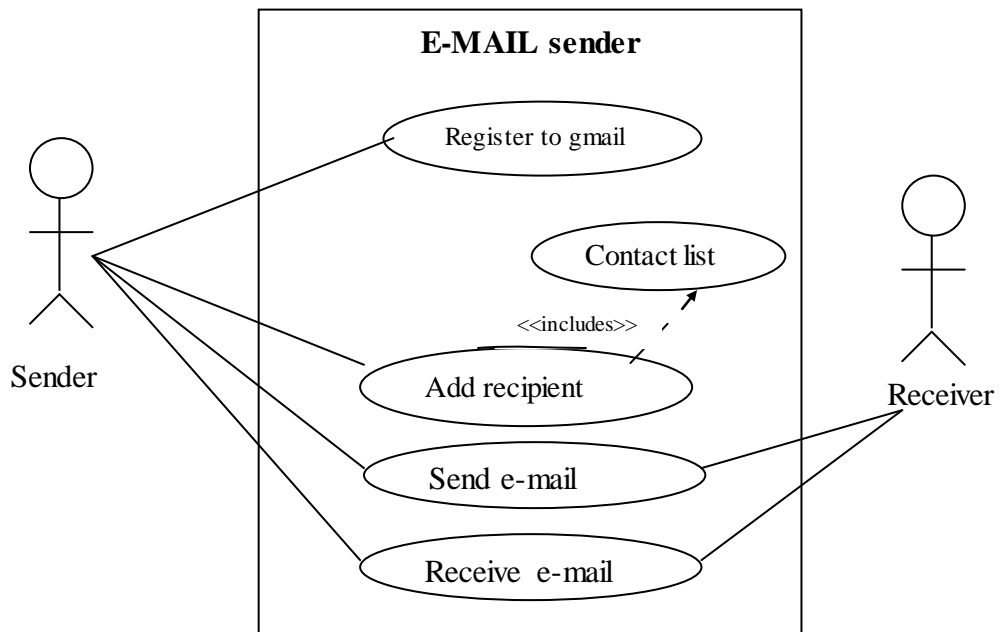 E-MAIL sender
Register to gmail
Contact list
<<includes>>
Add recipient
Sender
Receiver
Send e-mail
Receive e-mail